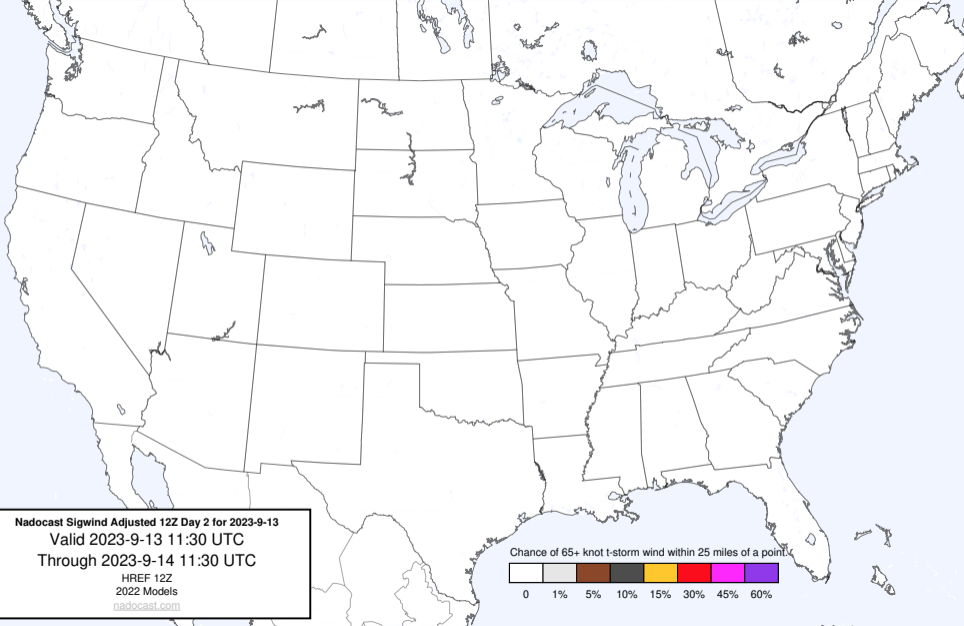 Nadocast Sigwind Adjusted 12Z Day 2 for 2023-9-13
Valid 2023-9-13 11:30 UTC
Through 2023-9-14 11:30 UTC
HREF 12Z
2022 Models
nadocast.com
Chance of 65+ knot t-storm wind within 25 miles of a point.
0 1% 5% 10% 15% 30% 45% 60%